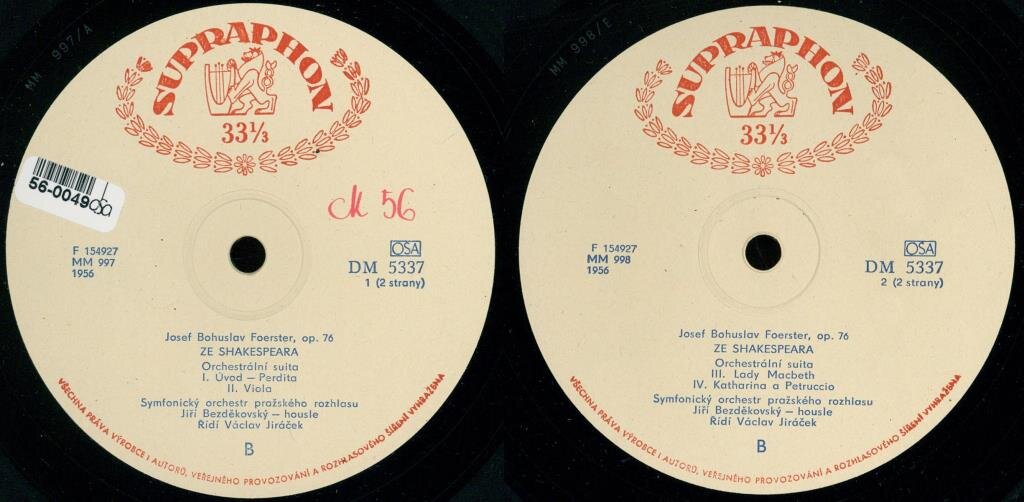 MM 997/A
SUPRAPHON
33⅓
56-0049
OSA
M 56
F 154927
MM 997
1956
OSA
DM 5337
1 (2 strany)
Josef Bohuslav Foerster, op. 76
ZE SHAKESPEARA
Orchestrální suita
I. Úvod – Perdita
II. Viola
Symfonický orchestr pražského rozhlasu
Jiří Bezděkovský – housle
Řídí Václav Jiráček
B
VŠECHNA PRÁVA VÝROBCE I AUTORŮ, VEŘEJNÉHO PROVOZOVÁNÍ A ROZHLASOVÉHO ŠÍŘENÍ VYHRAŽENA
MM 998/E
SUPRAPHON
33⅓
F 154927
MM 998
1956
OSA
DM 5337
2 (2 strany)
Josef Bohuslav Foerster, op. 76
ZE SHAKESPEARA
Orchestrální suita
III. Lady Macbeth
IV. Katharina a Petruccio
Symfonický orchestr pražského rozhlasu
Jiří Bezděkovský – housle
Řídí Václav Jiráček
B
VŠECHNA PRÁVA VÝROBCE I AUTORŮ, VEŘEJNÉHO PROVOZOVÁNÍ A ROZHLASOVÉHO ŠÍŘENÍ VYHRAŽENA